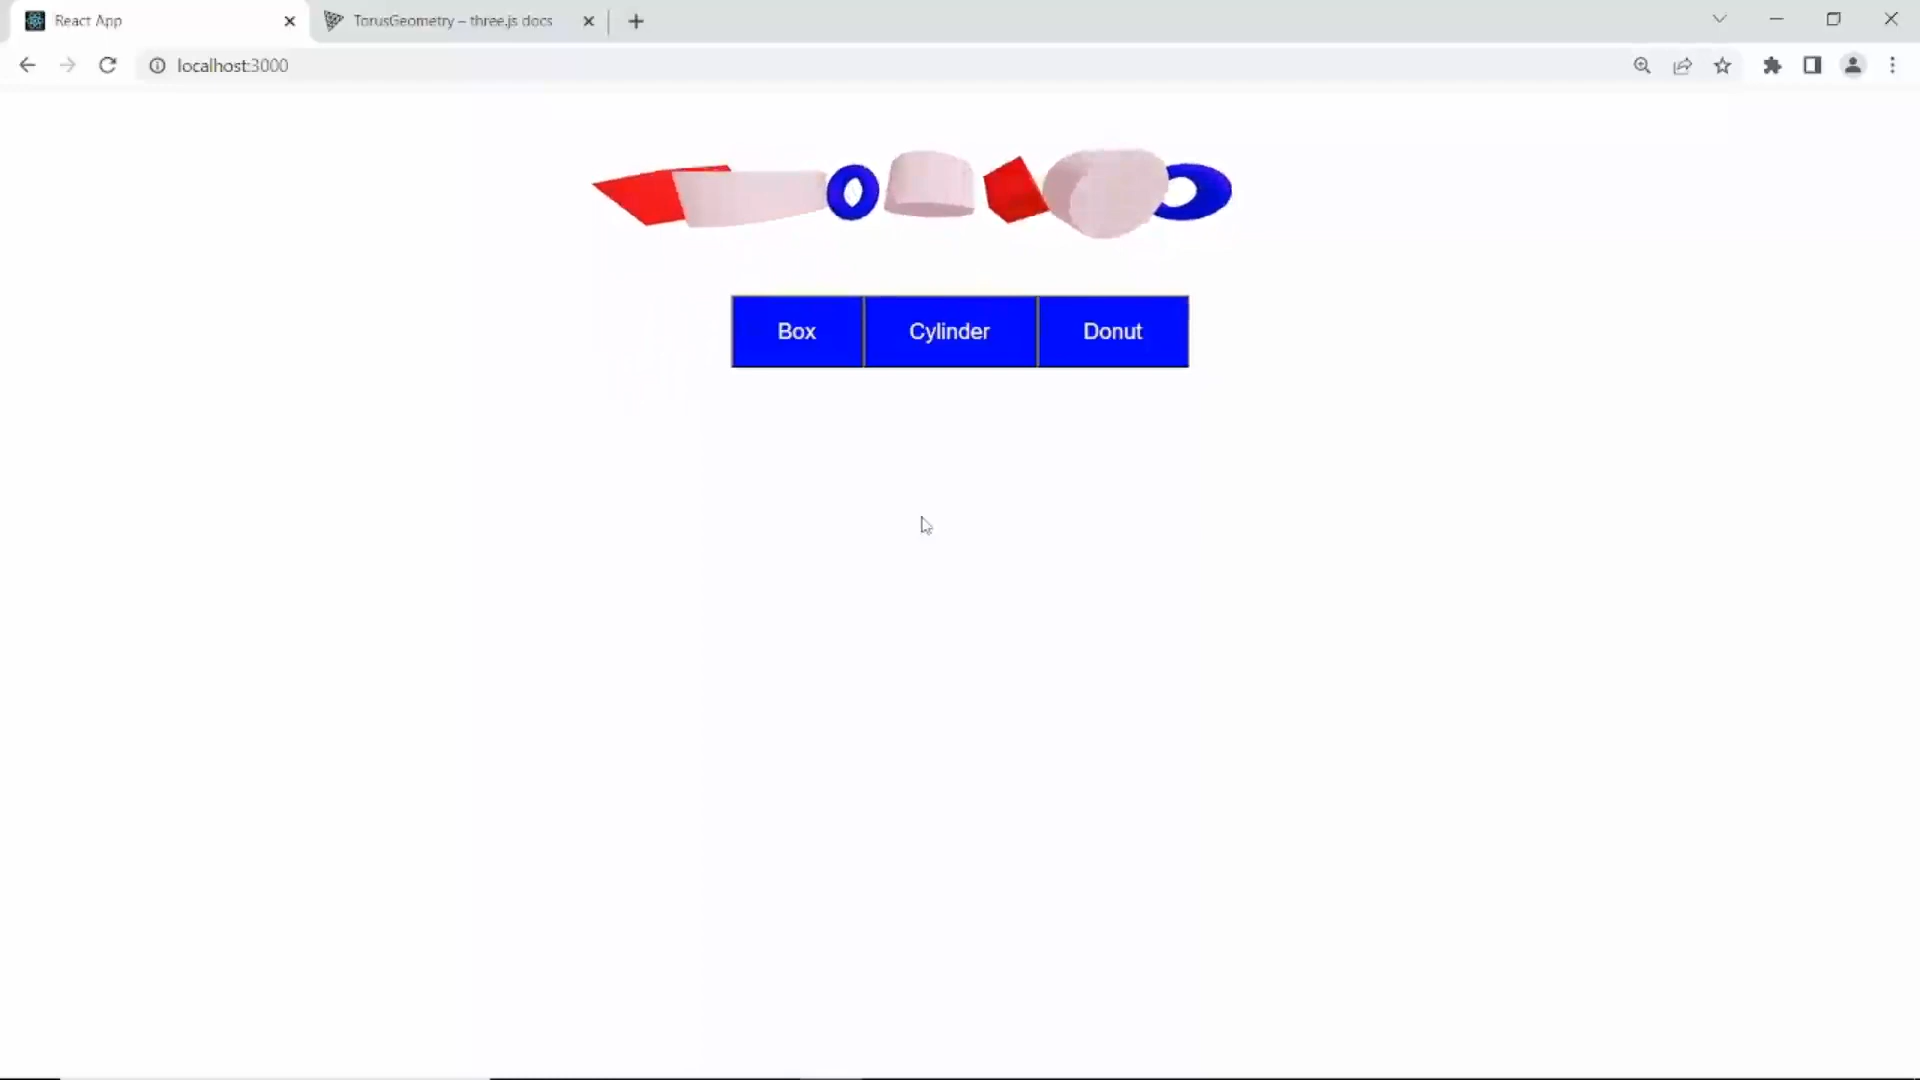 React App
TorusGeometry – three.js docs
localhost:3000
Box
Cylinder
Donut